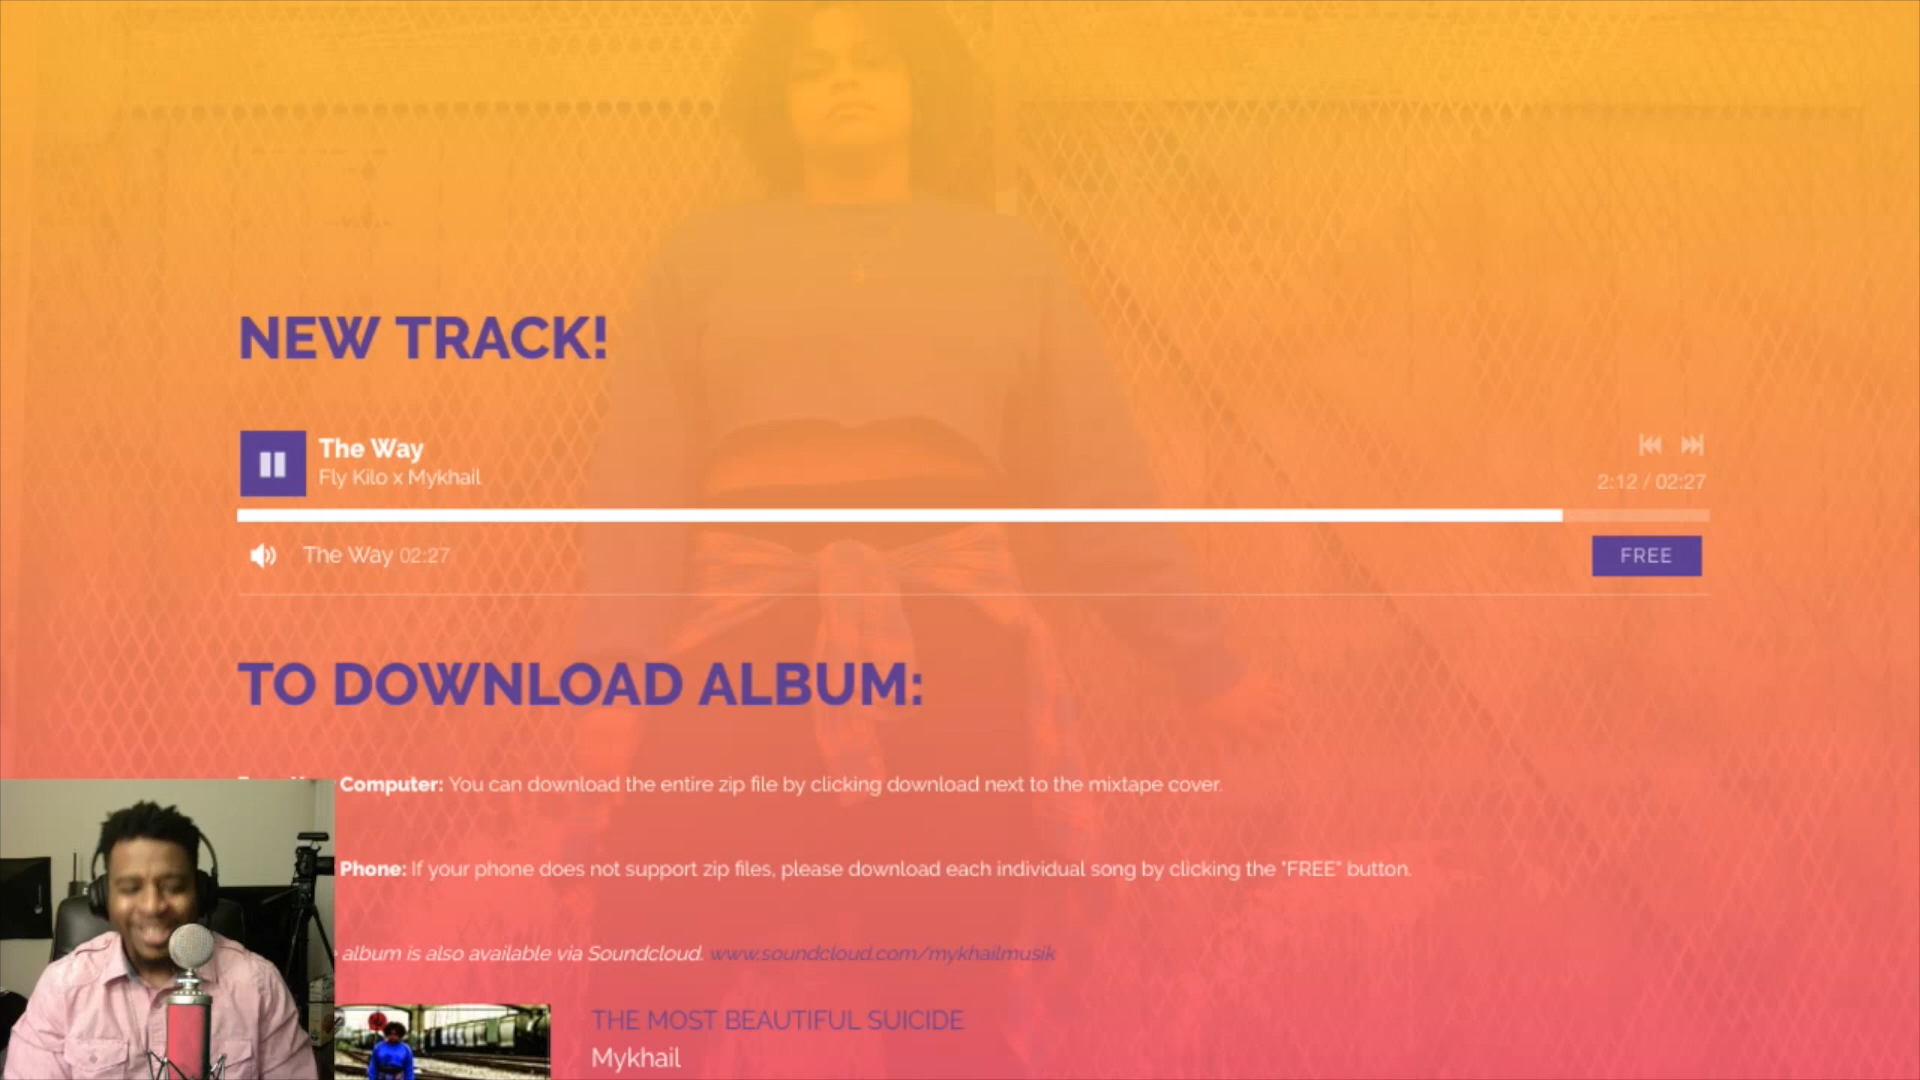 NEW TRACK!
The Way
Fly Kilo x Mykhail
2:12 / 02:27
The Way 02:27
FREE
TO DOWNLOAD ALBUM:
Computer: You can download the entire zip file by clicking download next to the mixtape cover.
Phone: If your phone does not support zip files, please download each individual song by clicking the "FREE" button.
album is also available via Soundcloud. www.soundcloud.com/mykhailmusik
THE MOST BEAUTIFUL SUICIDE
Mykhail